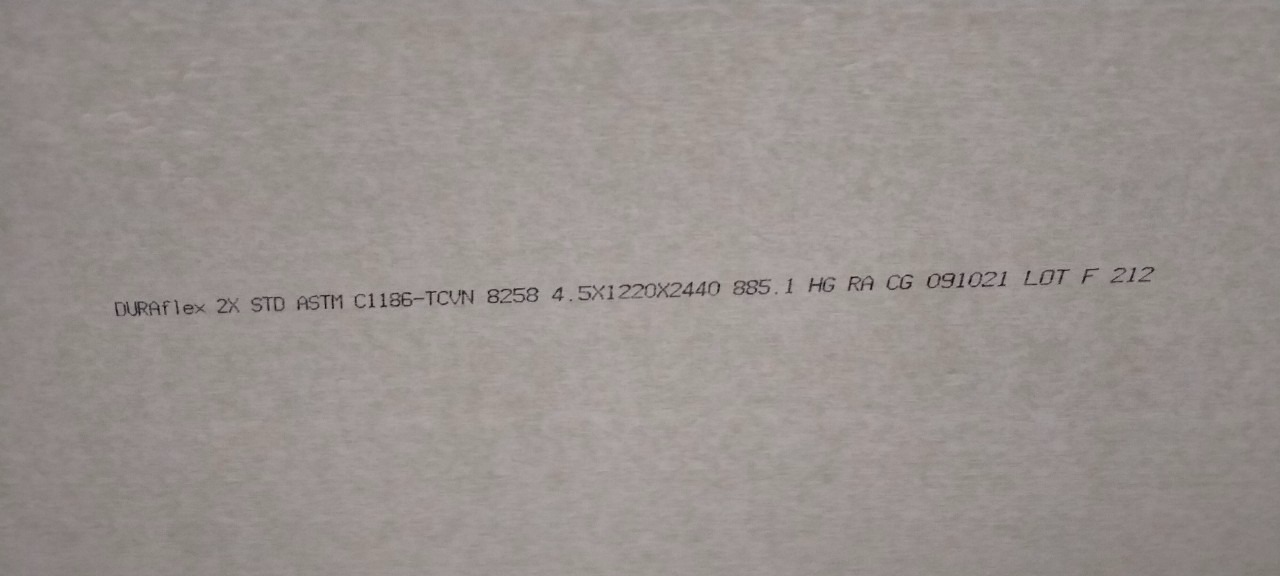 DURAflex 2X STD ASTM C1186-TCVN 8258 4.5X1220X2440 885.1 HG RA CG 091021 LOT F 212